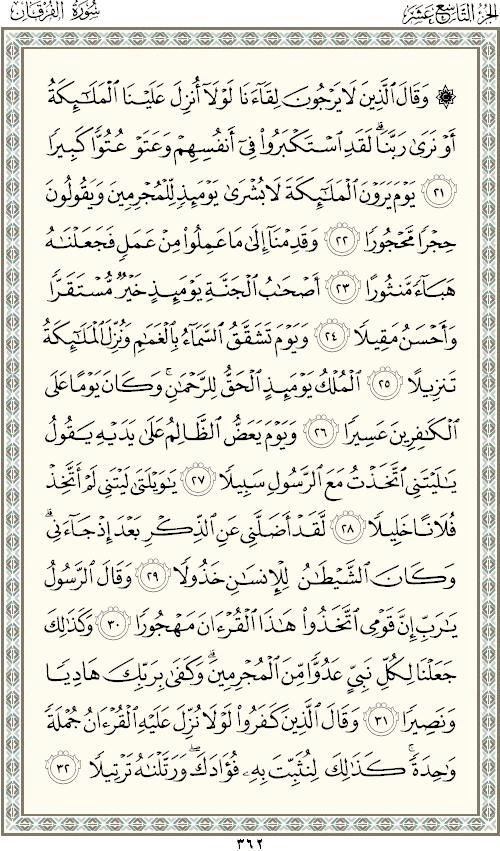 الجزء التاسع عشر
سورة الفرقان
۞ وَقَالَ ٱلَّذِينَ لَا يَرۡجُونَ لِقَآءَنَا لَوۡلَآ أُنزِلَ عَلَيۡنَا ٱلۡمَلَٰٓئِكَةُ
أَوۡ نَرَىٰ رَبَّنَاۗ لَقَدِ ٱسۡتَكۡبَرُواْ فِيٓ أَنفُسِهِمۡ وَعَتَوۡ عُتُوّٗا كَبِيرٗا
٢١ يَوۡمَ يَرَوۡنَ ٱلۡمَلَٰٓئِكَةَ لَا بُشۡرَىٰ يَوۡمَئِذٖ لِّلۡمُجۡرِمِينَ وَيَقُولُونَ
حِجۡرٗا مَّحۡجُورٗا ٢٢ وَقَدِمۡنَآ إِلَىٰ مَا عَمِلُواْ مِنۡ عَمَلٖ فَجَعَلۡنَٰهُ
هَبَآءٗ مَّنثُورًا ٢٣ أَصۡحَٰبُ ٱلۡجَنَّةِ يَوۡمَئِذٍ خَيۡرٞ مُّسۡتَقَرّٗا
وَأَحۡسَنُ مَقِيلٗا ٢٤ وَيَوۡمَ تَشَقَّقُ ٱلسَّمَآءُ بِٱلۡغَمَٰمِ وَنُزِّلَ ٱلۡمَلَٰٓئِكَةُ
تَنزِيلًا ٢٥ ٱلۡمُلۡكُ يَوۡمَئِذٍ ٱلۡحَقُّ لِلرَّحۡمَٰنِۚ وَكَانَ يَوۡمًا عَلَى
ٱلۡكَٰفِرِينَ عَسِيرٗا ٢٦ وَيَوۡمَ يَعَضُّ ٱلظَّالِمُ عَلَىٰ يَدَيۡهِ يَقُولُ
يَٰلَيۡتَنِي ٱتَّخَذۡتُ مَعَ ٱلرَّسُولِ سَبِيلٗا ٢٧ يَٰوَيۡلَتَىٰ لَيۡتَنِي لَمۡ أَتَّخِذۡ
فُلَانًا خَلِيلٗا ٢٨ لَّقَدۡ أَضَلَّنِي عَنِ ٱلذِّكۡرِ بَعۡدَ إِذۡ جَآءَنِيۗ
وَكَانَ ٱلشَّيۡطَٰنُ لِلۡإِنسَٰنِ خَذُولٗا ٢٩ وَقَالَ ٱلرَّسُولُ
يَٰرَبِّ إِنَّ قَوۡمِي ٱتَّخَذُواْ هَٰذَا ٱلۡقُرۡءَانَ مَهۡجُورٗا ٣٠ وَكَذَٰلِكَ
جَعَلۡنَا لِكُلِّ نَبِيٍّ عَدُوّٗا مِّنَ ٱلۡمُجۡرِمِينَۗ وَكَفَىٰ بِرَبِّكَ هَادِيٗا
وَنَصِيرٗا ٣١ وَقَالَ ٱلَّذِينَ كَفَرُواْ لَوۡلَا نُزِّلَ عَلَيۡهِ ٱلۡقُرۡءَانُ جُمۡلَةٗ
وَٰحِدَةٗۚ كَذَٰلِكَ لِنُثَبِّتَ بِهِۦ فُؤَادَكَۖ وَرَتَّلۡنَٰهُ تَرۡتِيلٗا ٣٢
٣٦٢